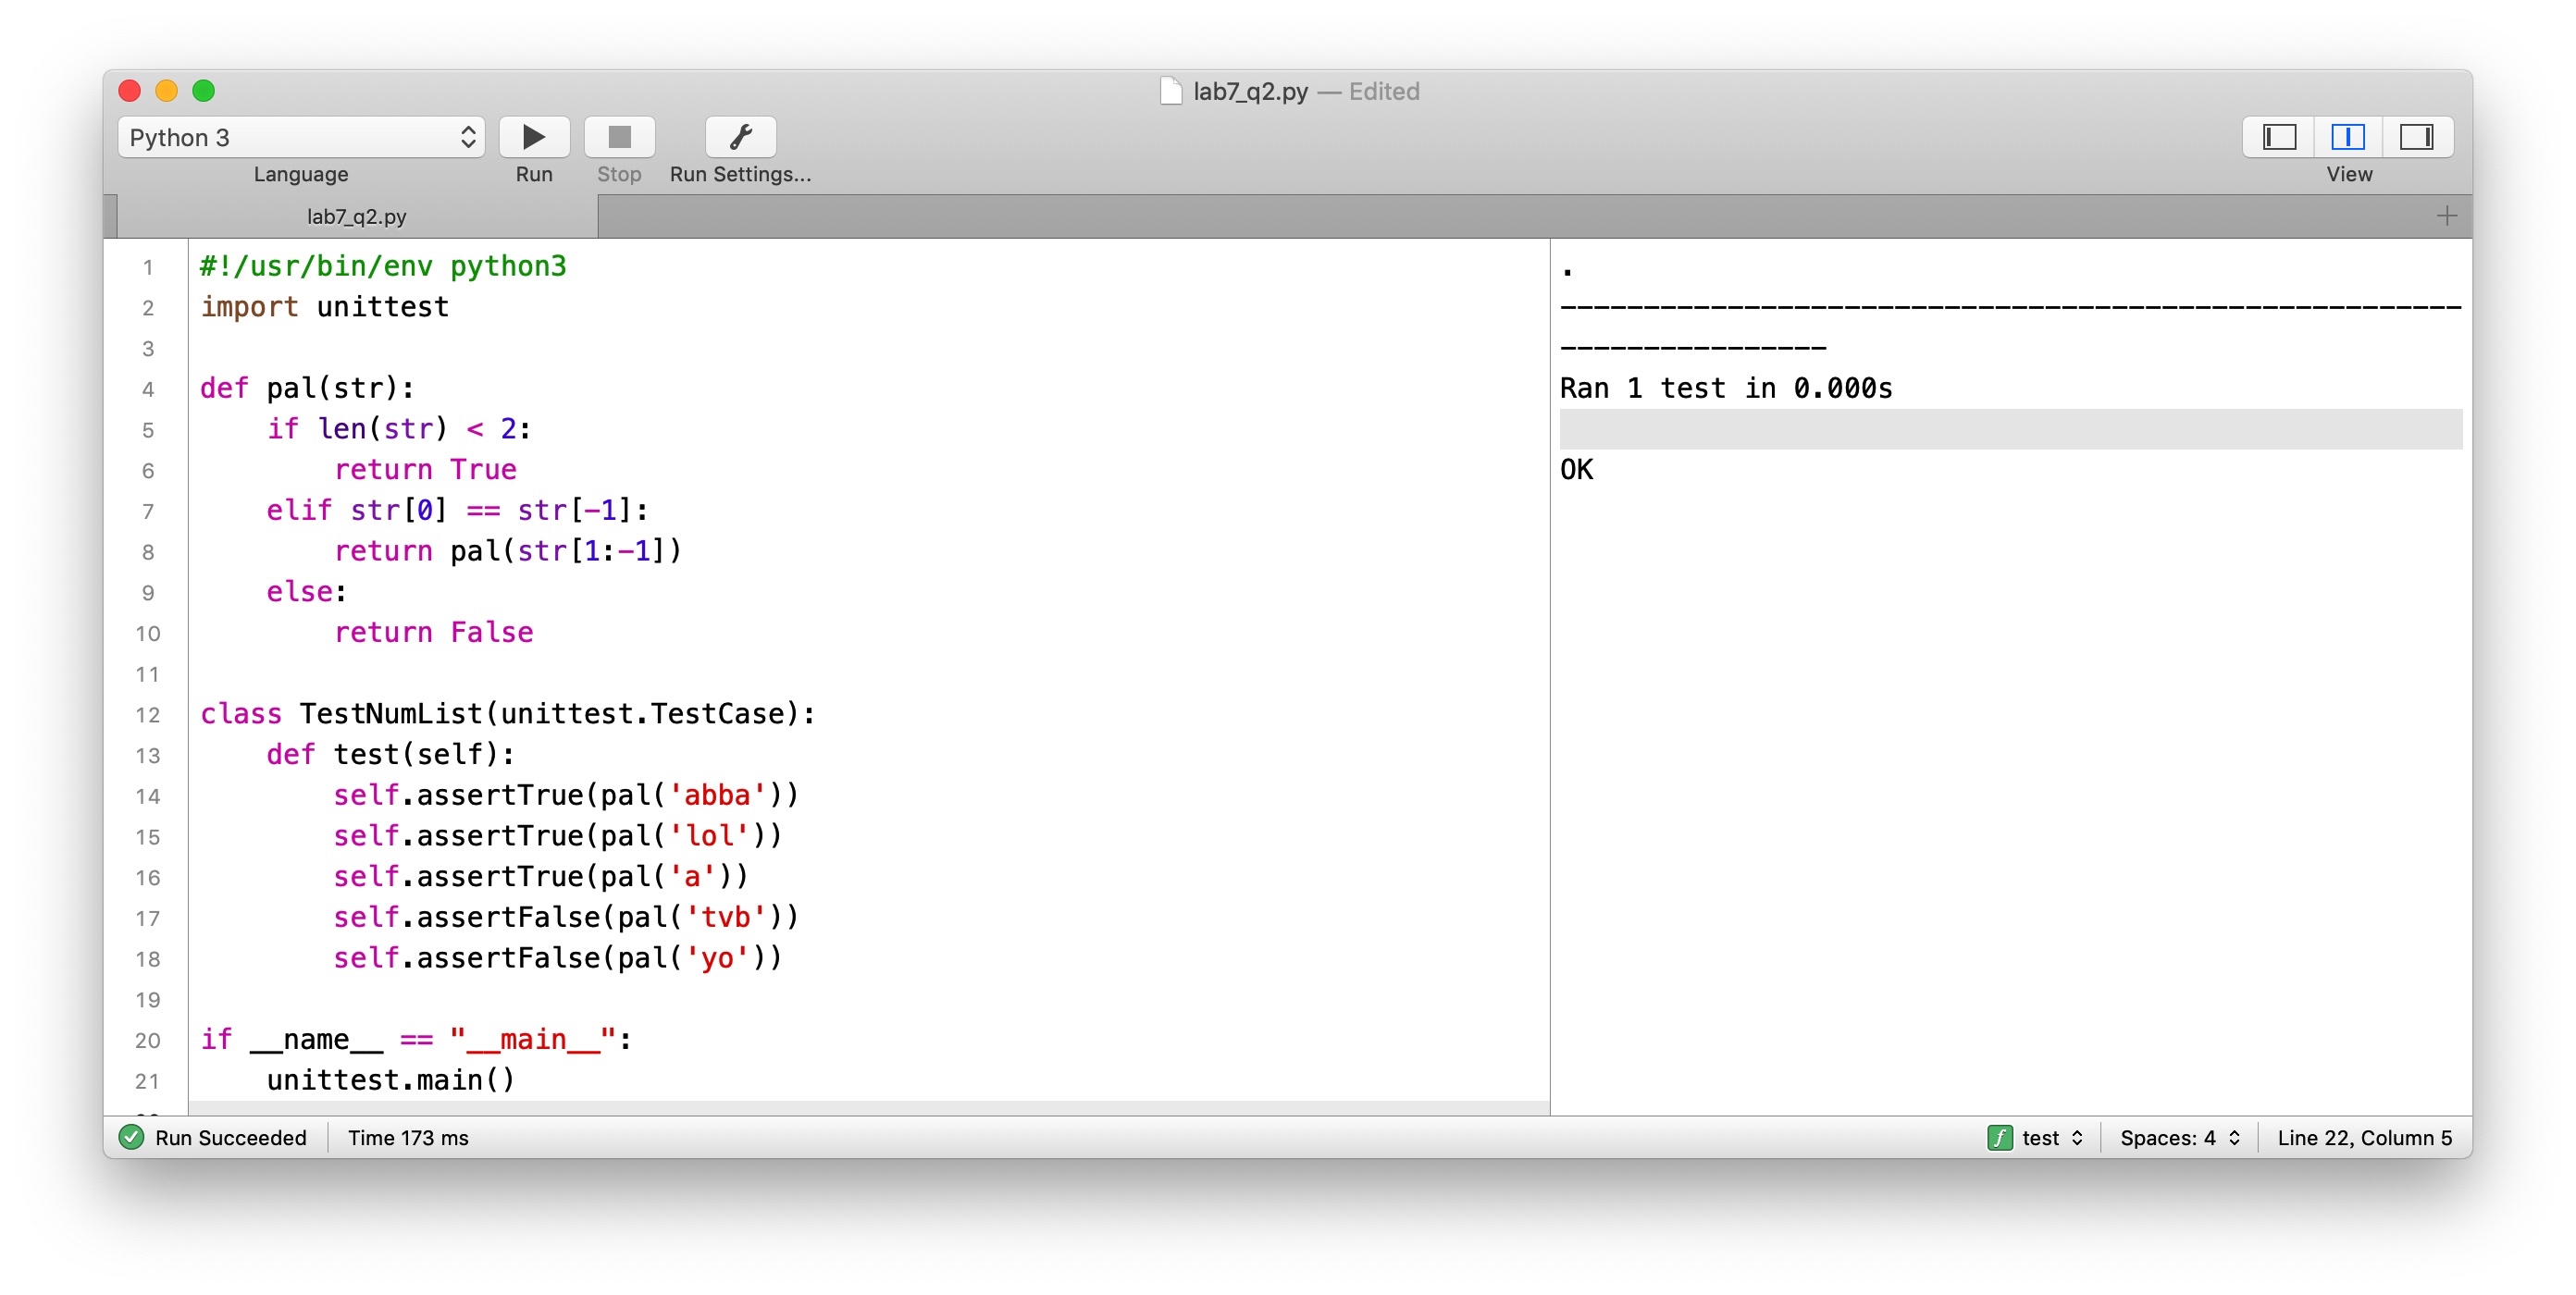 lab7_q2.py — Edited
Python 3
Language
Run
Stop
Run Settings...
View
lab7_q2.py
1 #!/usr/bin/env python3
2 import unittest
3
4 def pal(str):
5     if len(str) < 2:
6         return True
7     elif str[0] == str[-1]:
8         return pal(str[1:-1])
9     else:
10         return False
11
12 class TestNumList(unittest.TestCase):
13     def test(self):
14         self.assertTrue(pal('abba'))
15         self.assertTrue(pal('lol'))
16         self.assertTrue(pal('a'))
17         self.assertFalse(pal('tvb'))
18         self.assertFalse(pal('yo'))
19
20 if __name__ == "__main__":
21     unittest.main()
.
------------------------------------------------------
----------------
Ran 1 test in 0.000s
OK
Run Succeeded
Time 173 ms
f test
Spaces: 4
Line 22, Column 5